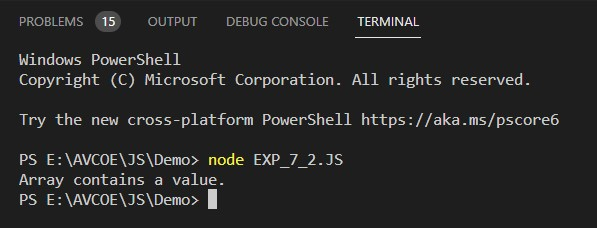 PROBLEMS 15 OUTPUT DEBUG CONSOLE TERMINAL
Windows PowerShell
Copyright (C) Microsoft Corporation. All rights reserved.
Try the new cross-platform PowerShell https://aka.ms/pscore6
PS E:\AVCOE\JS\Demo> node EXP_7_2.JS
Array contains a value.
PS E:\AVCOE\JS\Demo>